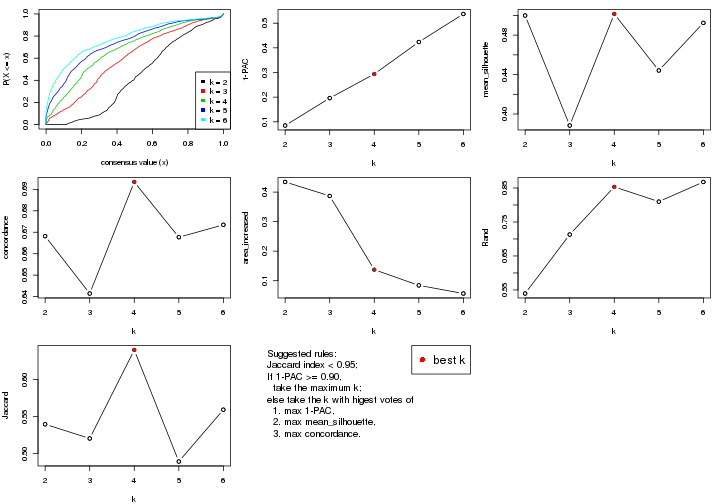 P(X <= x)
0.0 0.2 0.4 0.6 0.8 1.0
k = 2
k = 3
k = 4
k = 5
k = 6
0.0 0.2 0.4 0.6 0.8 1.0
consensus value (x)
1-PAC
0.1 0.2 0.3 0.4 0.5
2 3 4 5 6
k
mean_silhouette
0.40 0.44 0.48
2 3 4 5 6
k
concordance
0.64 0.65 0.66 0.67 0.68 0.69
2 3 4 5 6
k
area_increased
0.1 0.2 0.3 0.4
2 3 4 5 6
k
Rand
0.55 0.65 0.75 0.85
2 3 4 5 6
k
Jaccard
0.50 0.55 0.60
2 3 4 5 6
k
Suggested rules:
Jaccard index < 0.95;
If 1-PAC >= 0.90,
take the maximum k;
else take the k with higest votes of
1. max 1-PAC,
2. max mean_silhouette,
3. max concordance.
best k